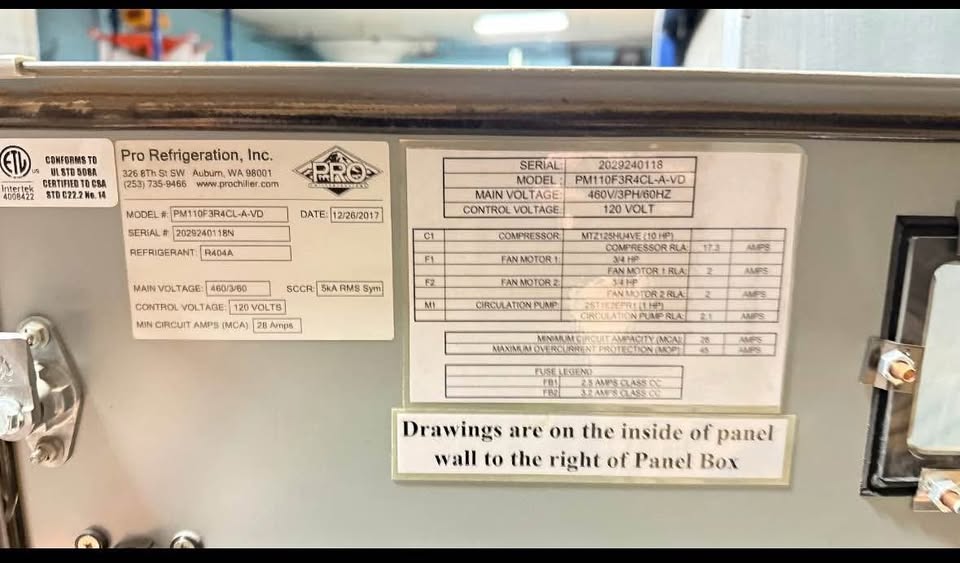 ETL
us
Intertek
4008422
CONFORMS TO
UL STD 508A
CERTIFIED TO CSA
STD C22.2 No. 14
Pro Refrigeration, Inc.
326 8Th St SW Auburn, WA 98001
(253) 735-9466 www.prochiller.com
PRO
MODEL #: PM110F3R4CL-A-VD DATE: 12/26/2017
SERIAL #: 2029240118N
REFRIGERANT: R404A
MAIN VOLTAGE: 460/3/60 SCCR: 5kA RMS Sym
CONTROL VOLTAGE: 120 VOLTS
MIN CIRCUIT AMPS (MCA) 28 Amps
SERIAL: 2029240118
MODEL : PM110F3R4CL-A-VD
MAIN VOLTAGE: 460V/3PH/60HZ
CONTROL VOLTAGE: 120 VOLT
C1 COMPRESSOR: MTZ125HU4VE (10 HP)
COMPRESSOR RLA: 17.3 AMPS
F1 FAN MOTOR 1: 3/4 HP
FAN MOTOR 1 RLA: 2 AMPS
F2 FAN MOTOR 2: 3/4 HP
FAN MOTOR 2 RLA: 2 AMPS
M1 CIRCULATION PUMP: (1 HP)
CIRCULATION PUMP RLA: 2.1 AMPS
MINIMUM CIRCUIT AMPACITY (MCA): 28 AMPS
MAXIMUM OVERCURRENT PROTECTION (MOP): 45 AMPS
FUSE LEGEND
FB1 2.5 AMPS CLASS CC
FB2 3.2 AMPS CLASS CC
Drawings are on the inside of panel
wall to the right of Panel Box